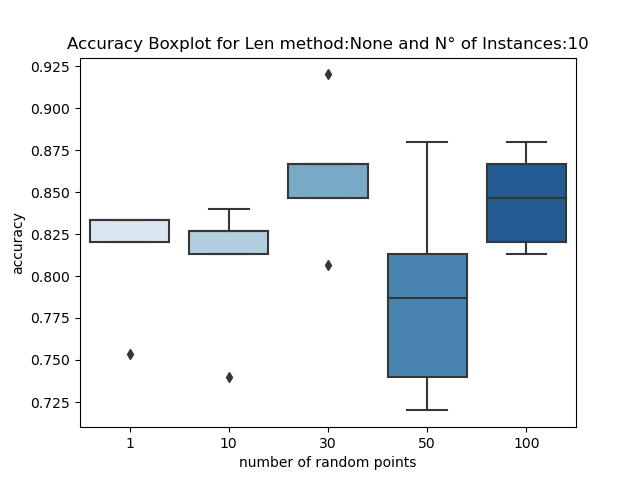 Accuracy Boxplot for Len method:None and N° of Instances:10
0.925
0.900
0.875
0.850
0.825
0.800
0.775
0.750
0.725
accuracy
1 10 30 50 100
number of random points